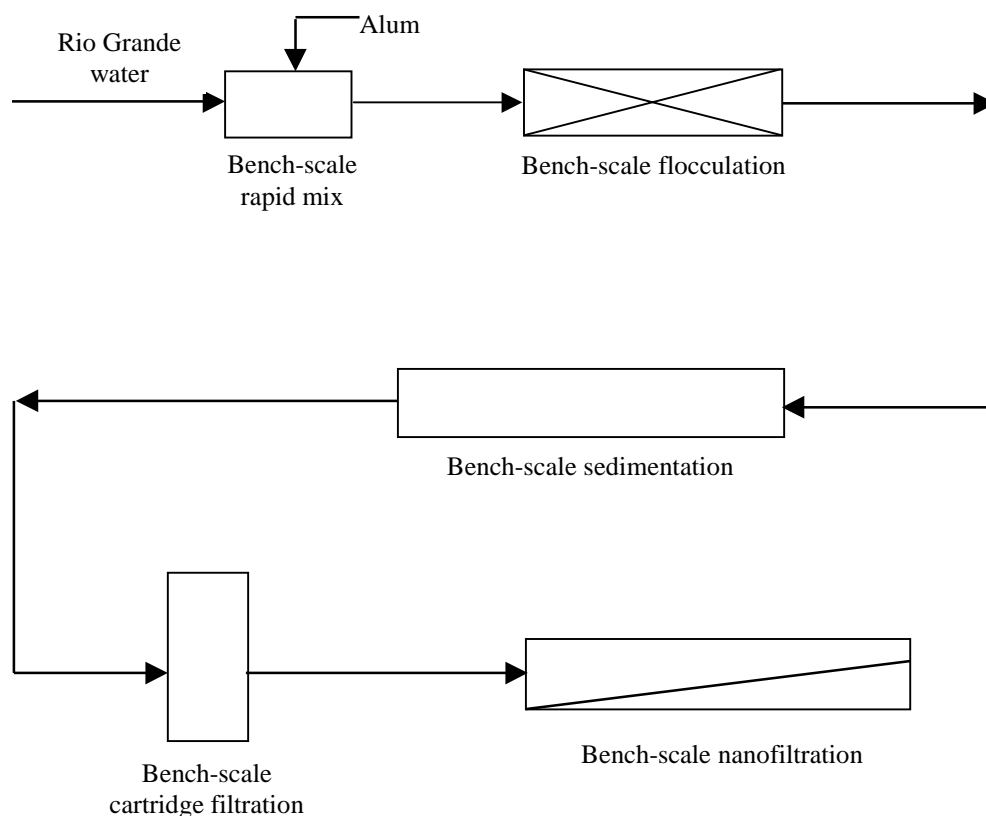 Alum
Rio Grande
water
Bench-scale
rapid mix
Bench-scale flocculation
Bench-scale sedimentation
Bench-scale
cartridge filtration
Bench-scale nanofiltration